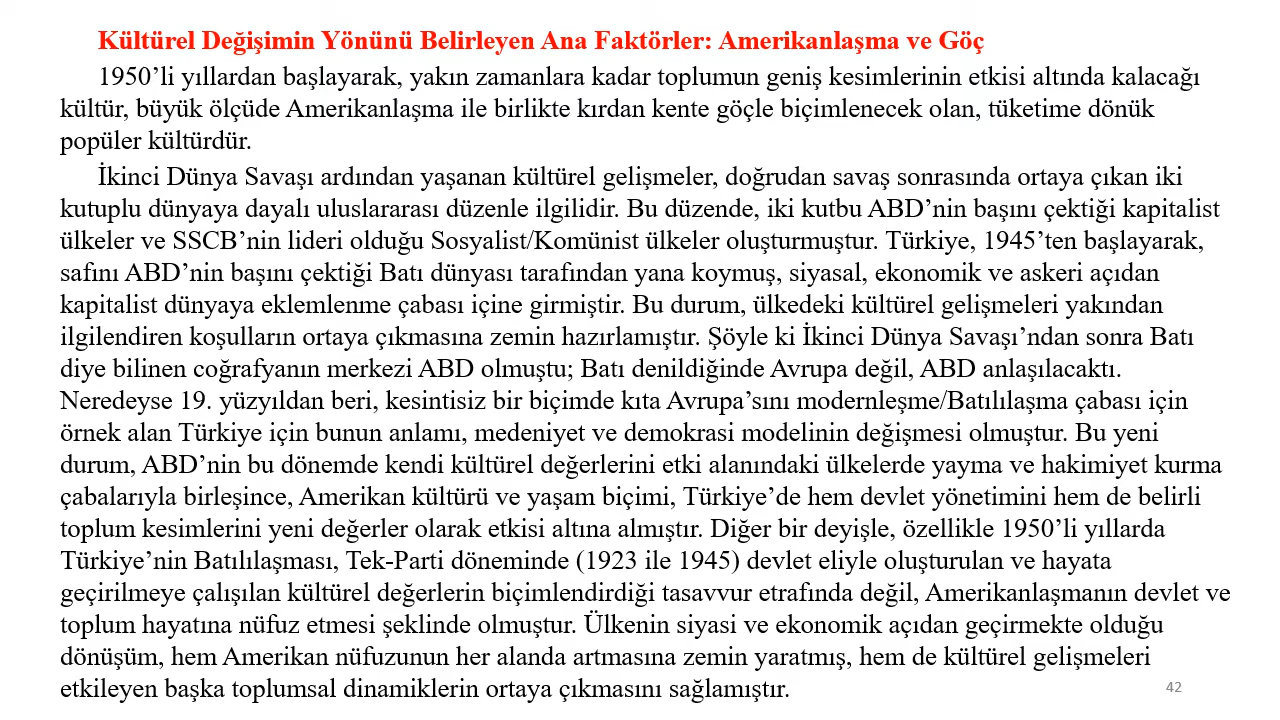 Kültürel Değişimin Yönünü Belirleyen Ana Faktörler: Amerikanlaşma ve Göç
1950’li yıllardan başlayarak, yakın zamanlara kadar toplumun geniş kesimlerinin etkisi altında kalacağı
kültür, büyük ölçüde Amerikanlaşma ile birlikte kırdan kente göçle biçimlenecek olan, tüketime dönük
popüler kültürdür.
İkinci Dünya Savaşı ardından yaşanan kültürel gelişmeler, doğrudan savaş sonrasında ortaya çıkan iki
kutuplu dünyaya dayalı uluslararası düzenle ilgilidir. Bu düzende, iki kutbu ABD’nin başını çektiği kapitalist
ülkeler ve SSCB’nin lideri olduğu Sosyalist/Komünist ülkeler oluşturmuştur. Türkiye, 1945’ten başlayarak,
safını ABD’nin başını çektiği Batı dünyası tarafından yana koymuş, siyasal, ekonomik ve askeri açıdan
kapitalist dünyaya eklemlenme çabası içine girmiştir. Bu durum, ülkedeki kültürel gelişmeleri yakından
ilgilendiren koşulların ortaya çıkmasına zemin hazırlamıştır. Şöyle ki İkinci Dünya Savaşı’ndan sonra Batı
diye bilinen coğrafyanın merkezi ABD olmuştu; Batı denildiğinde Avrupa değil, ABD anlaşılacaktı.
Neredeyse 19. yüzyıldan beri, kesintisiz bir biçimde kıta Avrupa’sını modernleşme/Batılılaşma çabası için
örnek alan Türkiye için bunun anlamı, medeniyet ve demokrasi modelinin değişmesi olmuştur. Bu yeni
durum, ABD’nin bu dönemde kendi kültürel değerlerini etki alanındaki ülkelerde yayma ve hakimiyet kurma
çabalarıyla birleşince, Amerikan kültürü ve yaşam biçimi, Türkiye’de hem devlet yönetimini hem de belirli
toplum kesimlerini yeni değerler olarak etkisi altına almıştır. Diğer bir deyişle, özellikle 1950’li yıllarda
Türkiye’nin Batılılaşması, Tek-Parti döneminde (1923 ile 1945) devlet eliyle oluşturulan ve hayata
geçirilmeye çalışılan kültürel değerlerin biçimlendirdiği tasavvur etrafında değil, Amerikanlaşmanın devlet ve
toplum hayatına nüfuz etmesi şeklinde olmuştur. Ülkenin siyasi ve ekonomik açıdan geçirmekte olduğu
dönüşüm, hem Amerikan nüfuzunun her alanda artmasına zemin yaratmış, hem de kültürel gelişmeleri
etkileyen başka toplumsal dinamiklerin ortaya çıkmasını sağlamıştır.
42